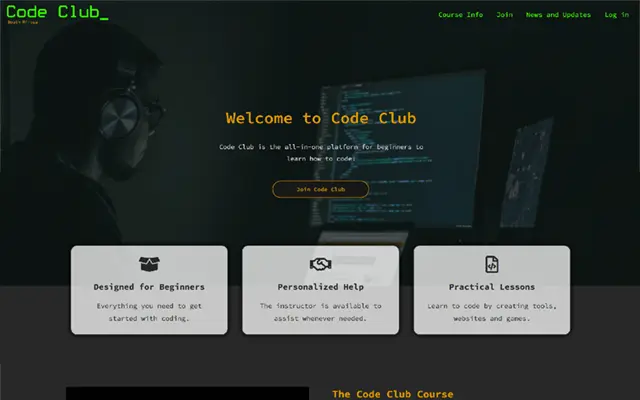 Code Club_
South Africa
Course Info Join News and Updates Log in
Welcome to Code Club
Code Club is the all-in-one platform for beginners to
learn how to code!
Join Code Club
Designed for Beginners
Everything you need to get
started with coding.
Personalized Help
The instructor is available to
assist whenever needed.
Practical Lessons
Learn to code by creating tools,
websites and games.
The Code Club Course